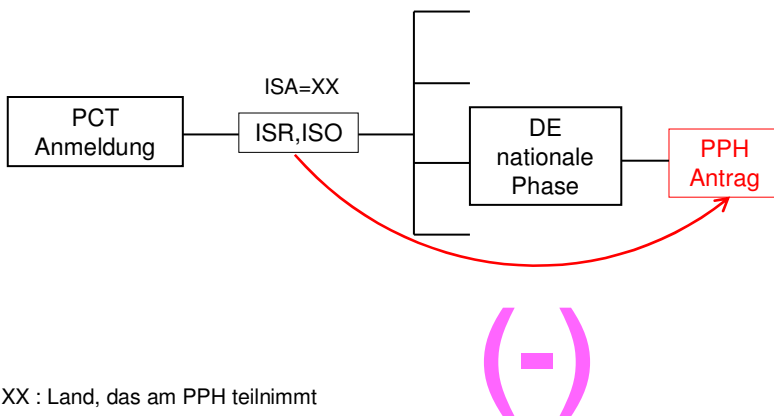 ISA=XX
PCT
Anmeldung
ISR,ISO
DE
nationale
Phase
PPH
Antrag
(-)
XX : Land, das am PPH teilnimmt